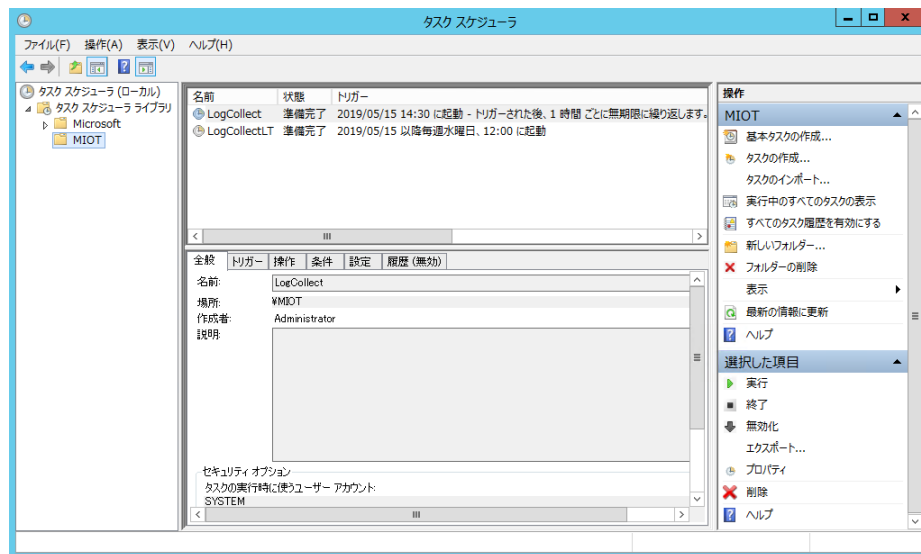 タスク スケジューラ
ファイル(F) 操作(A) 表示(V) ヘルプ(H)
タスク スケジューラ (ローカル)
タスク スケジューラ ライブラリ
Microsoft
MIOT
名前 状態 トリガー
LogCollect 準備完了 2019/05/15 14:30 に起動 - トリガーされた後、1 時間 ごとに無期限に繰り返します。
LogCollectLT 準備完了 2019/05/15 以降毎週水曜日、12:00 に起動
全般 トリガー 操作 条件 設定 履歴 (無効)
名前: LogCollect
場所: ¥MIOT
作成者: Administrator
説明:
セキュリティ オプション
タスクの実行時に使うユーザー アカウント:
SYSTEM
操作
MIOT
基本タスクの作成...
タスクの作成...
タスクのインポート...
実行中のすべてのタスクの表示
すべてのタスク履歴を有効にする
新しいフォルダー...
フォルダーの削除
表示
最新の情報に更新
ヘルプ
選択した項目
実行
終了
無効化
エクスポート...
プロパティ
削除
ヘルプ